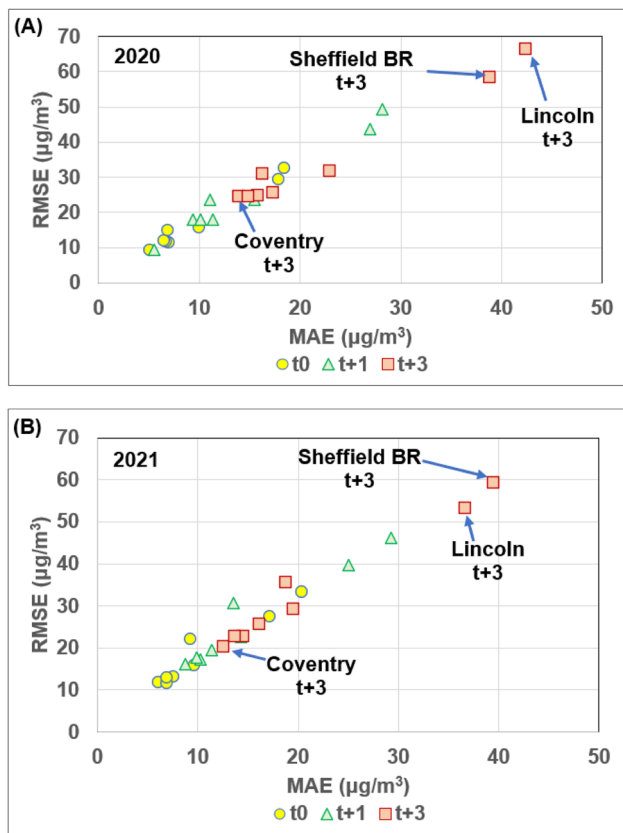 (A)
2020
Sheffield BR
t+3
Lincoln
t+3
Coventry
t+3
70
60
50
40
30
20
10
0
RMSE (µg/m³)
0 10 20 30 40 50
MAE (µg/m³)
t0 t+1 t+3
(B)
2021
Sheffield BR
t+3
Lincoln
t+3
Coventry
t+3
70
60
50
40
30
20
10
0
RMSE (µg/m³)
0 10 20 30 40 50
MAE (µg/m³)
t0 t+1 t+3